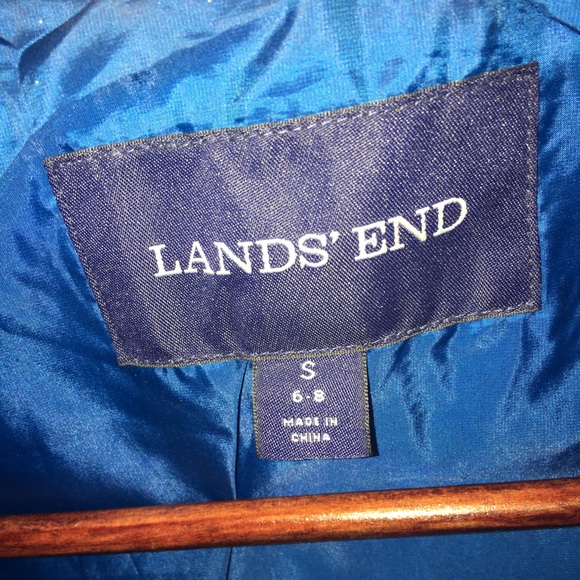 LANDS' END
S
6-8
MADE IN
CHINA